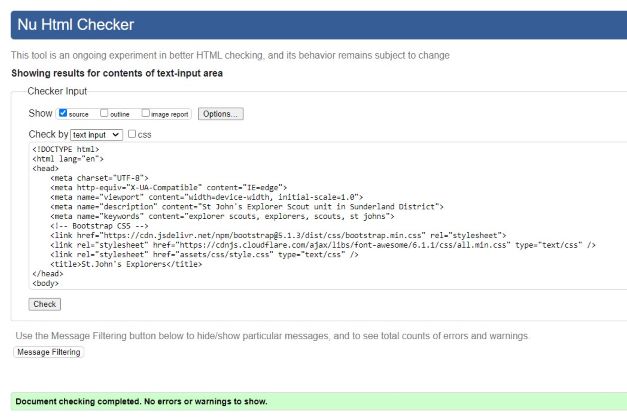 Nu Html Checker
This tool is an ongoing experiment in better HTML checking, and its behavior remains subject to change
Showing results for contents of text-input area
Checker Input
Show source outline image report Options...
Check by text input css
<!DOCTYPE html>
<html lang="en">
<head>
<meta charset="UTF-8">
<meta http-equiv="X-UA-Compatible" content="IE=edge">
<meta name="viewport" content="width=device-width, initial-scale=1.0">
<meta name="description" content="St John's Explorer Scout unit in Sunderland District">
<meta name="keywords" content="explorer scouts, explorers, scouts, st johns">
<!-- Bootstrap CSS -->
<link href="https://cdn.jsdelivr.net/npm/bootstrap@5.1.3/dist/css/bootstrap.min.css" rel="stylesheet">
<link rel="stylesheet" href="https://cdnjs.cloudflare.com/ajax/libs/font-awesome/6.1.1/css/all.min.css" type="text/css" />
<link rel="stylesheet" href="assets/css/style.css" type="text/css" />
<title>St.John's Explorers</title>
</head>
<body>
Check
Use the Message Filtering button below to hide/show particular messages, and to see total counts of errors and warnings.
Message Filtering
Document checking completed. No errors or warnings to show.